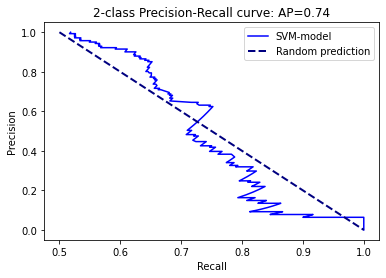 2-class Precision-Recall curve: AP=0.74
SVM-model
Random prediction
Precision
1.0
0.8
0.6
0.4
0.2
0.0
0.5 0.6 0.7 0.8 0.9 1.0
Recall